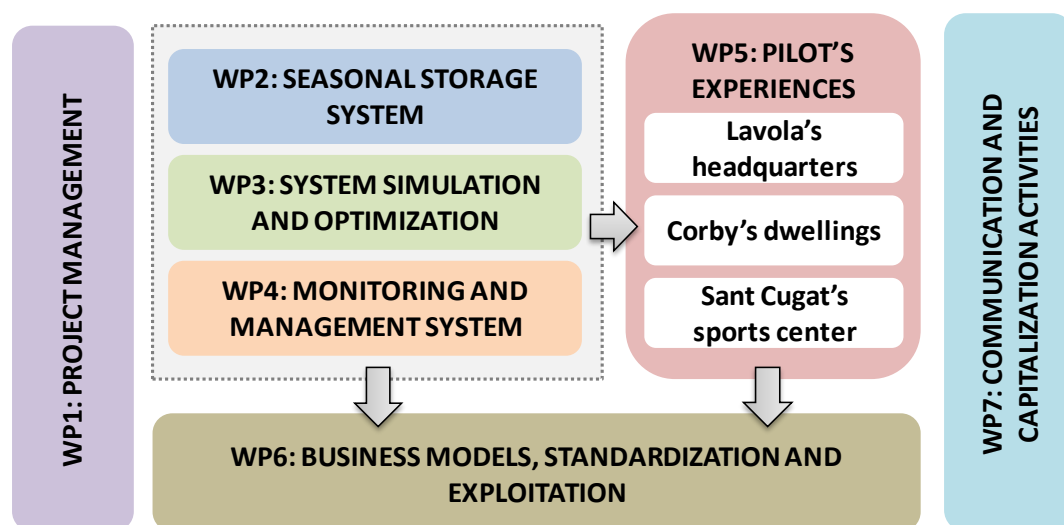 WP1: PROJECT MANAGEMENT
WP2: SEASONAL STORAGE
SYSTEM
WP3: SYSTEM SIMULATION
AND OPTIMIZATION
WP4: MONITORING AND
MANAGEMENT SYSTEM
WP5: PILOT’S
EXPERIENCES
Lavola’s
headquarters
Corby’s dwellings
Sant Cugat’s
sports center
WP6: BUSINESS MODELS, STANDARDIZATION AND
EXPLOITATION
WP7: COMMUNICATION AND
CAPITALIZATION ACTIVITIES